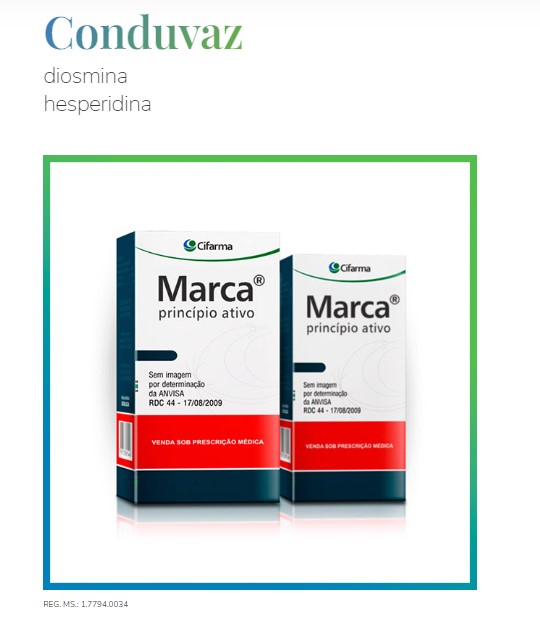 Conduvaz
diosmina
hesperidina
Cifarma
Marca®
princípio ativo
Sem imagem
por determinação
da ANVISA
RDC 44 - 17/08/2009
VENDA SOB PRESCRIÇÃO MÉDICA
Cifarma
Marca®
princípio ativo
Sem imagem
por determinação
da ANVISA
RDC 44 - 17/08/2009
VENDA SOB PRESCRIÇÃO MÉDICA
REG. MS.: 1.7794.0034